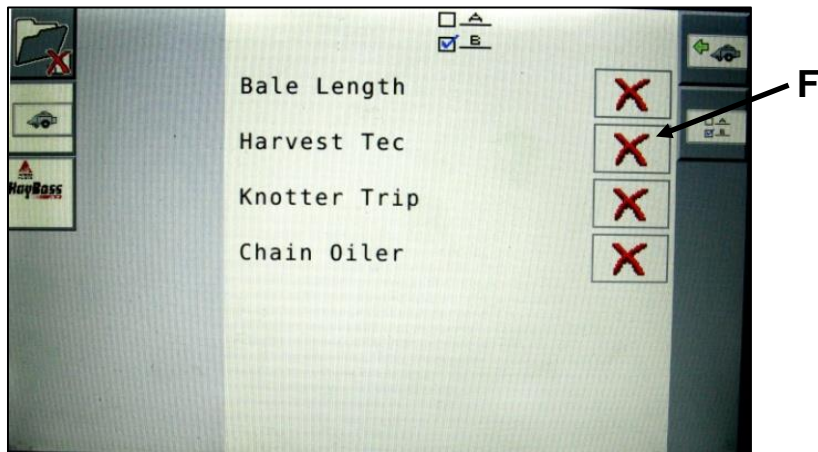 A
B
Bale Length
F
A
B
Harvest Tec
HayBoss
Knotter Trip
Chain Oiler